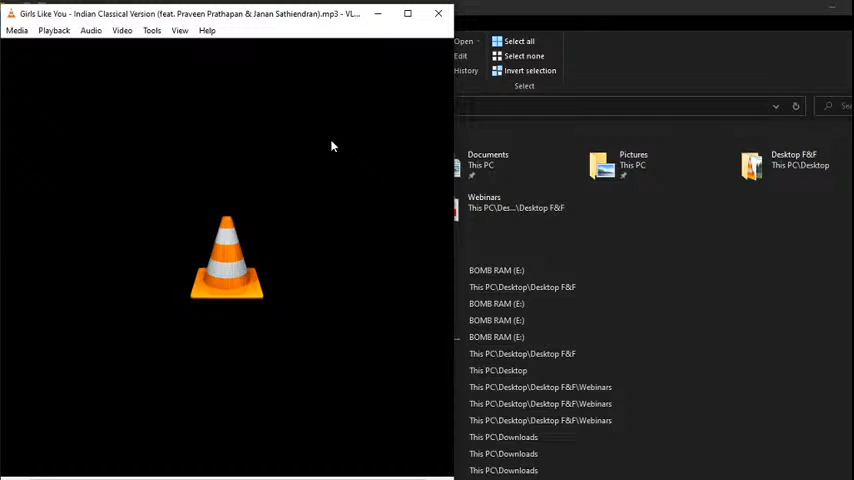 Girls Like You - Indian Classical Version (feat. Praveen Prathapan & Janan Sathiendran).mp3 - VL...
Media Playback Audio Video Tools View Help
Open
Edit
History
Select all
Select none
Invert selection
Select
Documents
This PC
Pictures
This PC
Desktop F&F
This PC\Desktop
Webinars
This PC\Des...\Desktop F&F
BOMB RAM (E:)
This PC\Desktop\Desktop F&F
BOMB RAM (E:)
BOMB RAM (E:)
BOMB RAM (E:)
This PC\Desktop\Desktop F&F
This PC\Desktop
This PC\Desktop\Desktop F&F\Webinars
This PC\Desktop\Desktop F&F\Webinars
This PC\Desktop\Desktop F&F\Webinars
This PC\Downloads
This PC\Downloads
This PC\Downloads